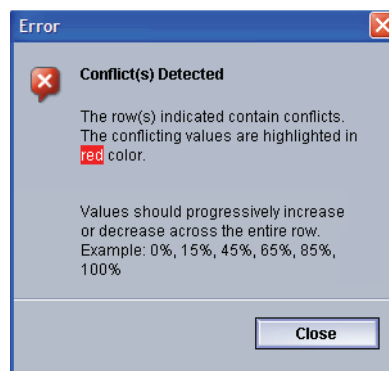 Error
Conflict(s) Detected
The row(s) indicated contain conflicts.
The conflicting values are highlighted in
red color.
Values should progressively increase
or decrease across the entire row.
Example: 0%, 15%, 45%, 65%, 85%,
100%
Close